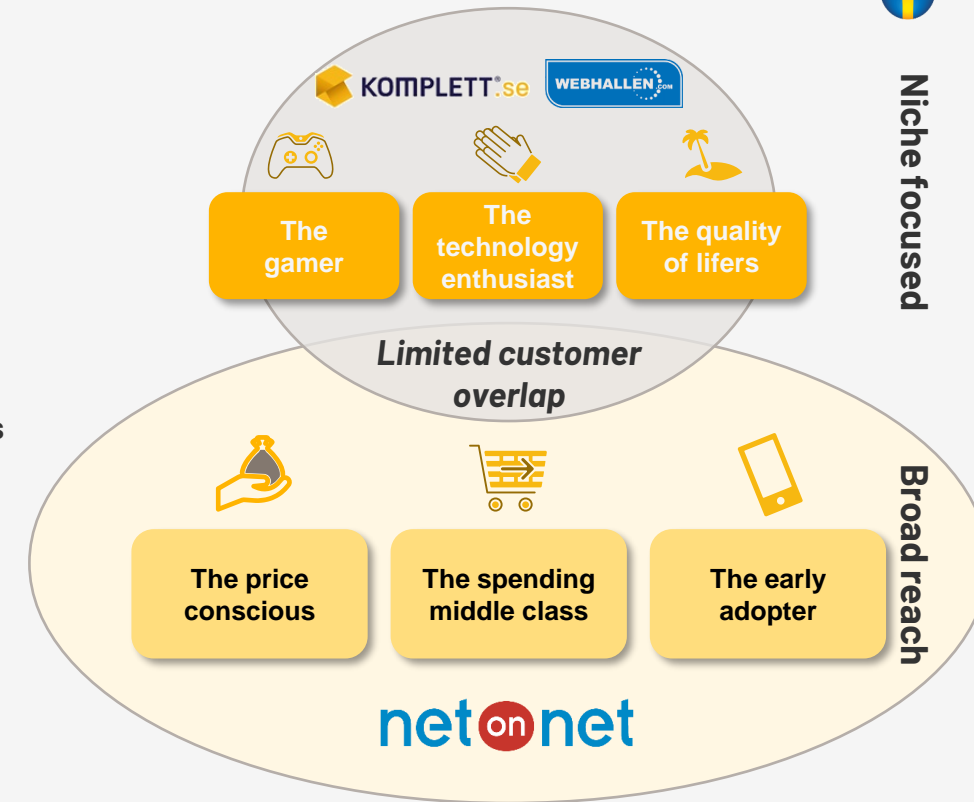 KOMPLETT.se
WEBHALLEN.COM
Niche focused
The
gamer
The
technology
enthusiast
The quality
of lifers
Limited customer
overlap
s
Broad reach
The price
conscious
The spending
middle class
The early
adopter
netonnet